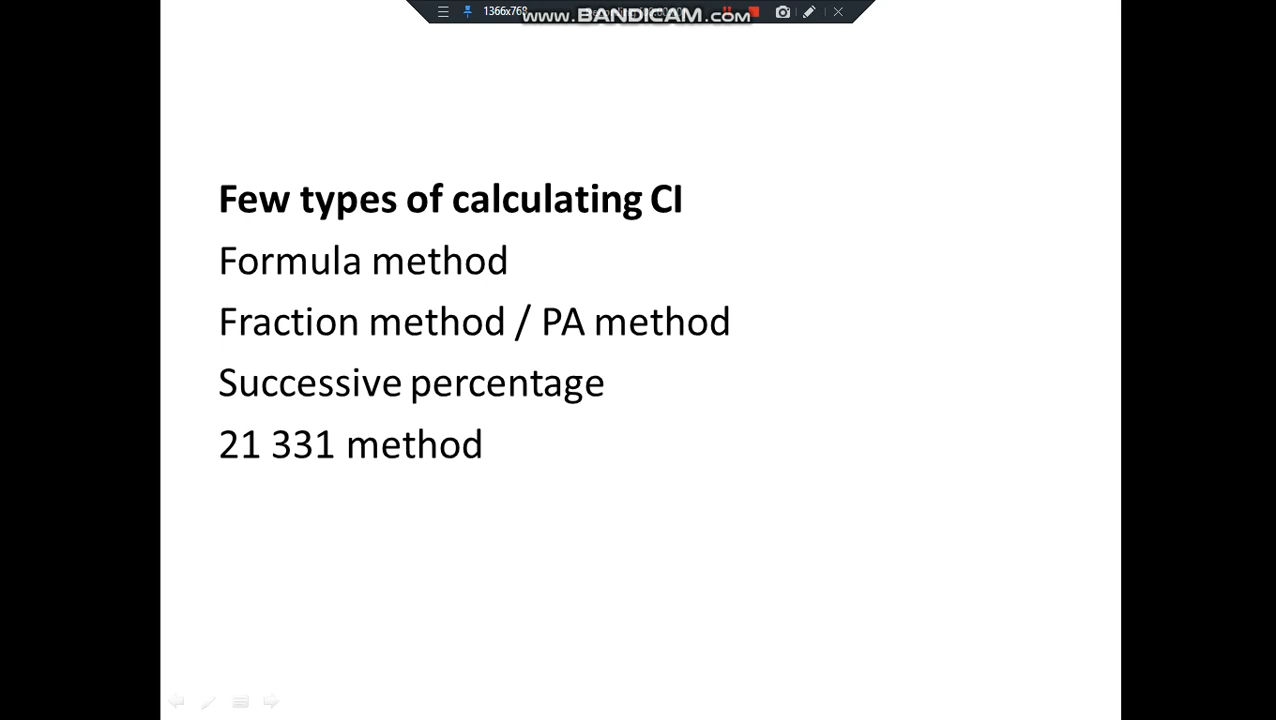 1366x768
www.BANDICAM.com
Few types of calculating CI
Formula method
Fraction method / PA method
Successive percentage
21 331 method